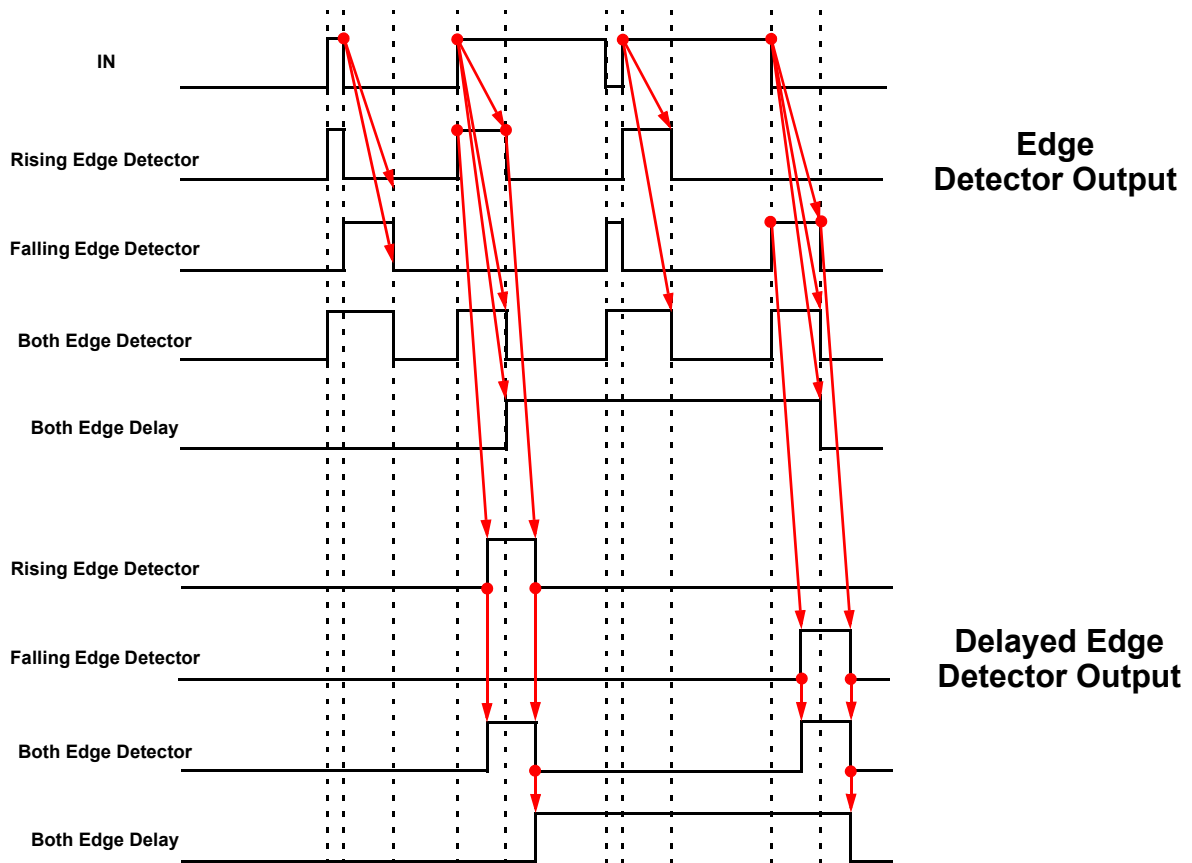 IN
Rising Edge Detector
Edge
Detector Output
Falling Edge Detector
Both Edge Detector
Both Edge Delay
Rising Edge Detector
Falling Edge Detector
Delayed Edge
Detector Output
Both Edge Detector
Both Edge Delay